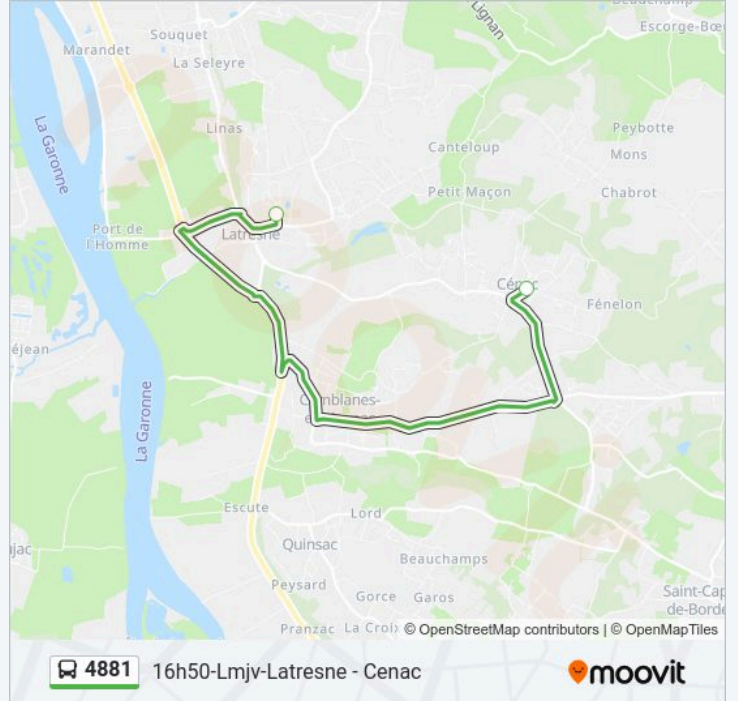 Beauchamp
Lignan
Escorge-Bœu
Souquet
Marandet
La Seleyre
La Garonne
Linas
Peybotte
Canteloup
Mons
Petit Maçon
Chabrot
Port de
l'Homme
Latresne
Cénac
Fénelon
éjean
La Garonne
Camblanes-
Escute
Lord
ajac
Quinsac
Beauchamps
Peysard
Gorce
Garos
Saint-Cap
de-Borde
Pranzac
La Croix
© OpenStreetMap contributors | © OpenMapTiles
4881 16h50-Lmjv-Latresne - Cenac
moovit